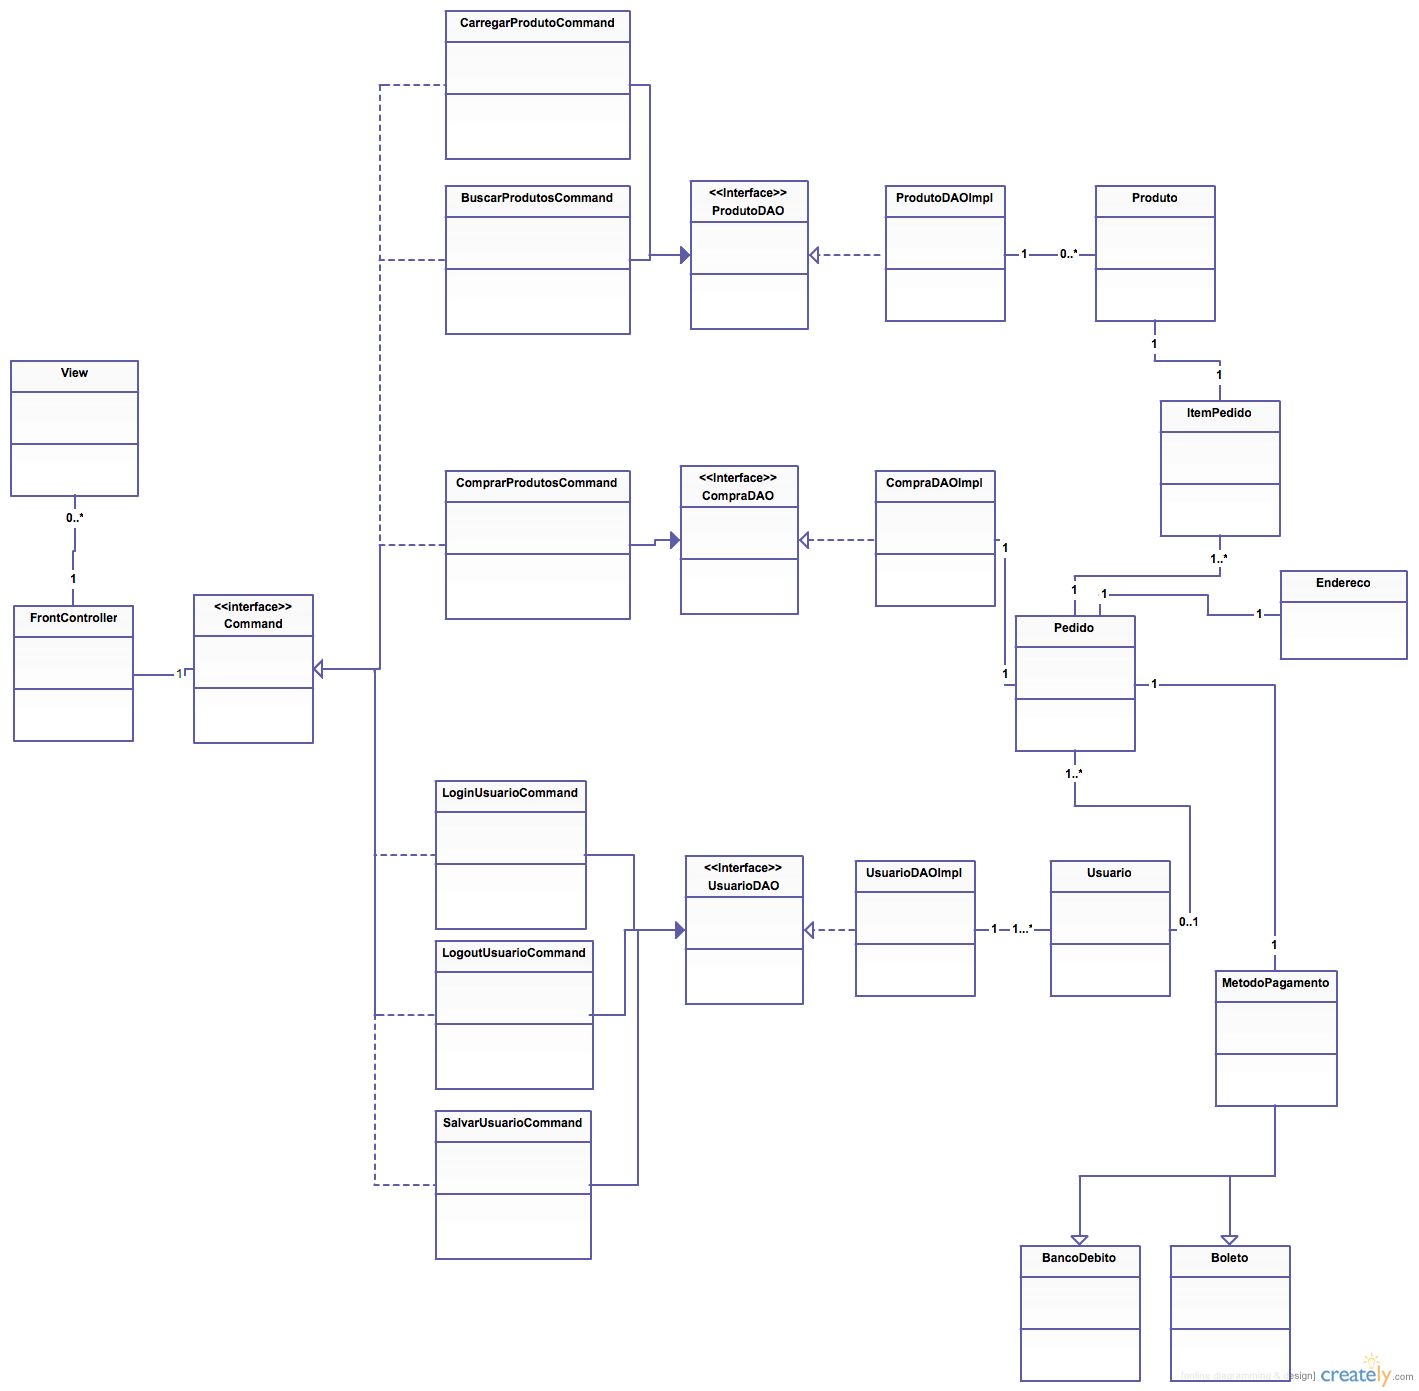 CarregarProdutoCommand
BuscarProdutosCommand
<<Interface>>
ProdutoDAO
ProdutoDAOImpl
Produto
1
0..*
1
1
View
ItemPedido
ComprarProdutosCommand
<<Interface>>
CompraDAO
CompraDAOImpl
0..*
1
1
1..*
Endereco
1
1
1
FrontController
<<Interface>>
Command
Pedido
1
1
1
1..*
LoginUsuarioCommand
<<Interface>>
UsuarioDAO
UsuarioDAOImpl
Usuario
1
1...*
0..1
LogoutUsuarioCommand
1
MetodoPagamento
SalvarUsuarioCommand
BancoDebito
Boleto
[online diagramming & design] creately.com